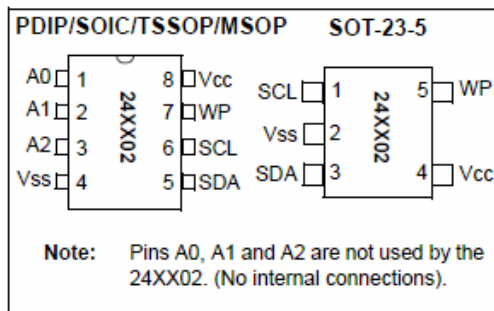 PDIP/SOIC/TSSOP/MSOP SOT-23-5
A0 1 8 Vcc
A1 2 7 WP
A2 3 6 SCL
Vss 4 5 SDA
24XX02
SCL 1 5 WP
Vss 2
SDA 3 4 Vcc
24XX02
Note: Pins A0, A1 and A2 are not used by the
24XX02. (No internal connections).